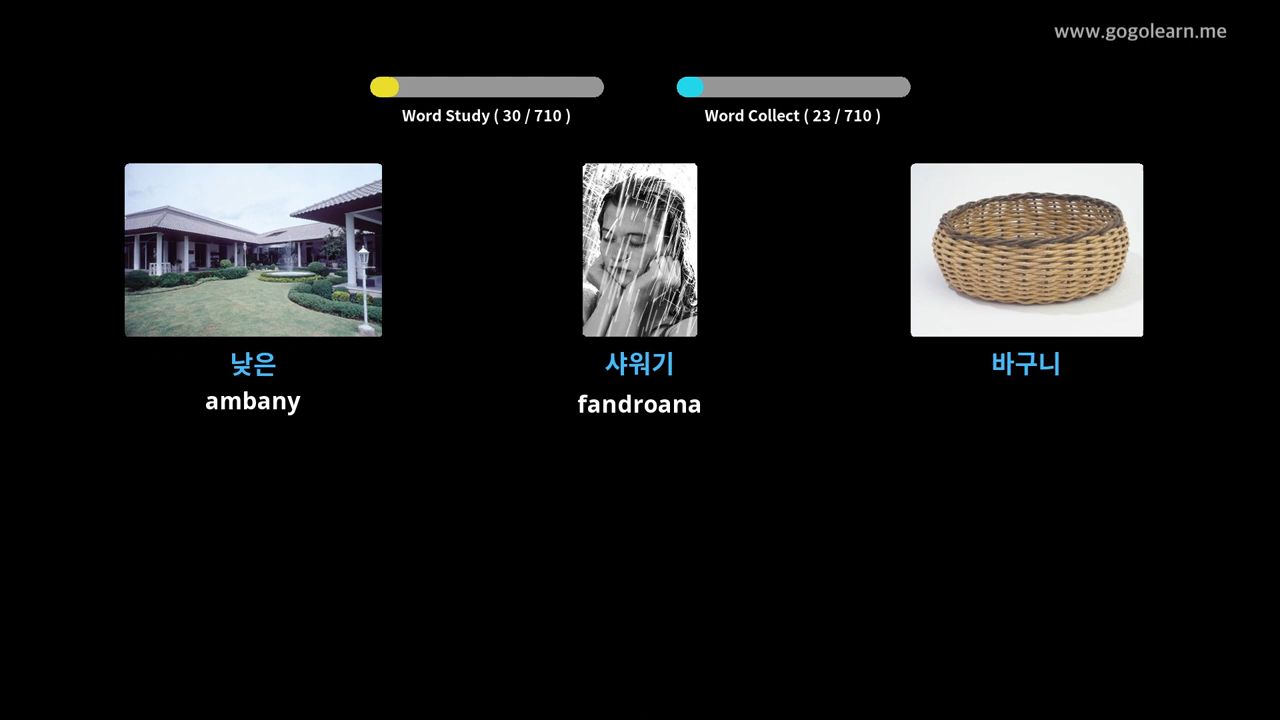 www.gogolearn.me
Word Study ( 30 / 710 )
Word Collect ( 23 / 710 )
낮은
샤워기
바구니
ambany
fandroana